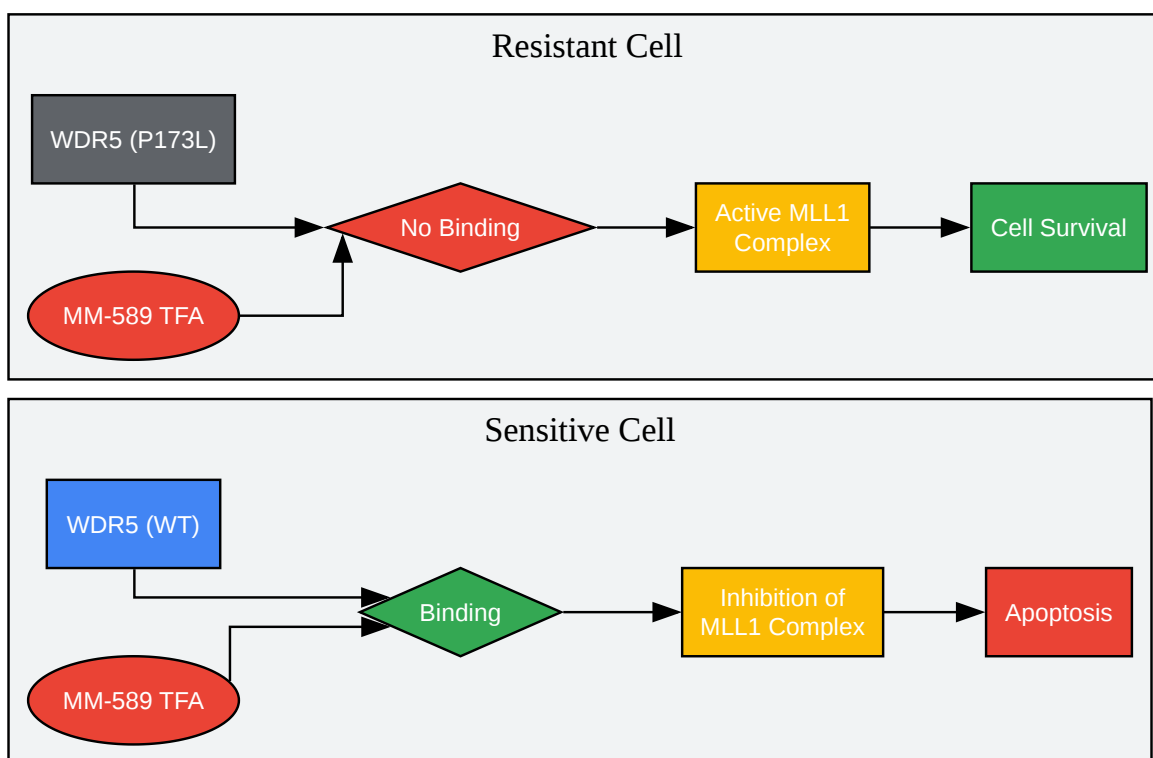 Resistant Cell
WDR5 (P173L)
No Binding
Active MLL1
Complex
Cell Survival
MM-589 TFA
Sensitive Cell
WDR5 (WT)
Binding
Inhibition of
MLL1 Complex
Apoptosis
MM-589 TFA